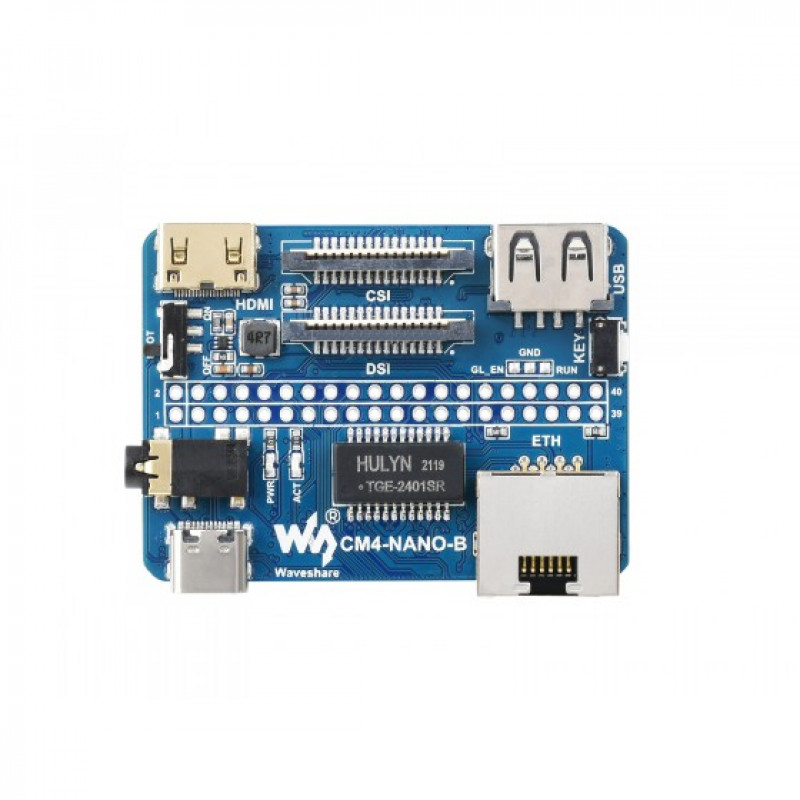 HDMI
CSI
USB
ON
OFF
4R7
DSI
KEY
GND
GL_EN
RUN
2
40
1
39
ETH
PWR
ACT
HULYN 2119
TGE-2401SR
®
CM4-NANO-B
Waveshare